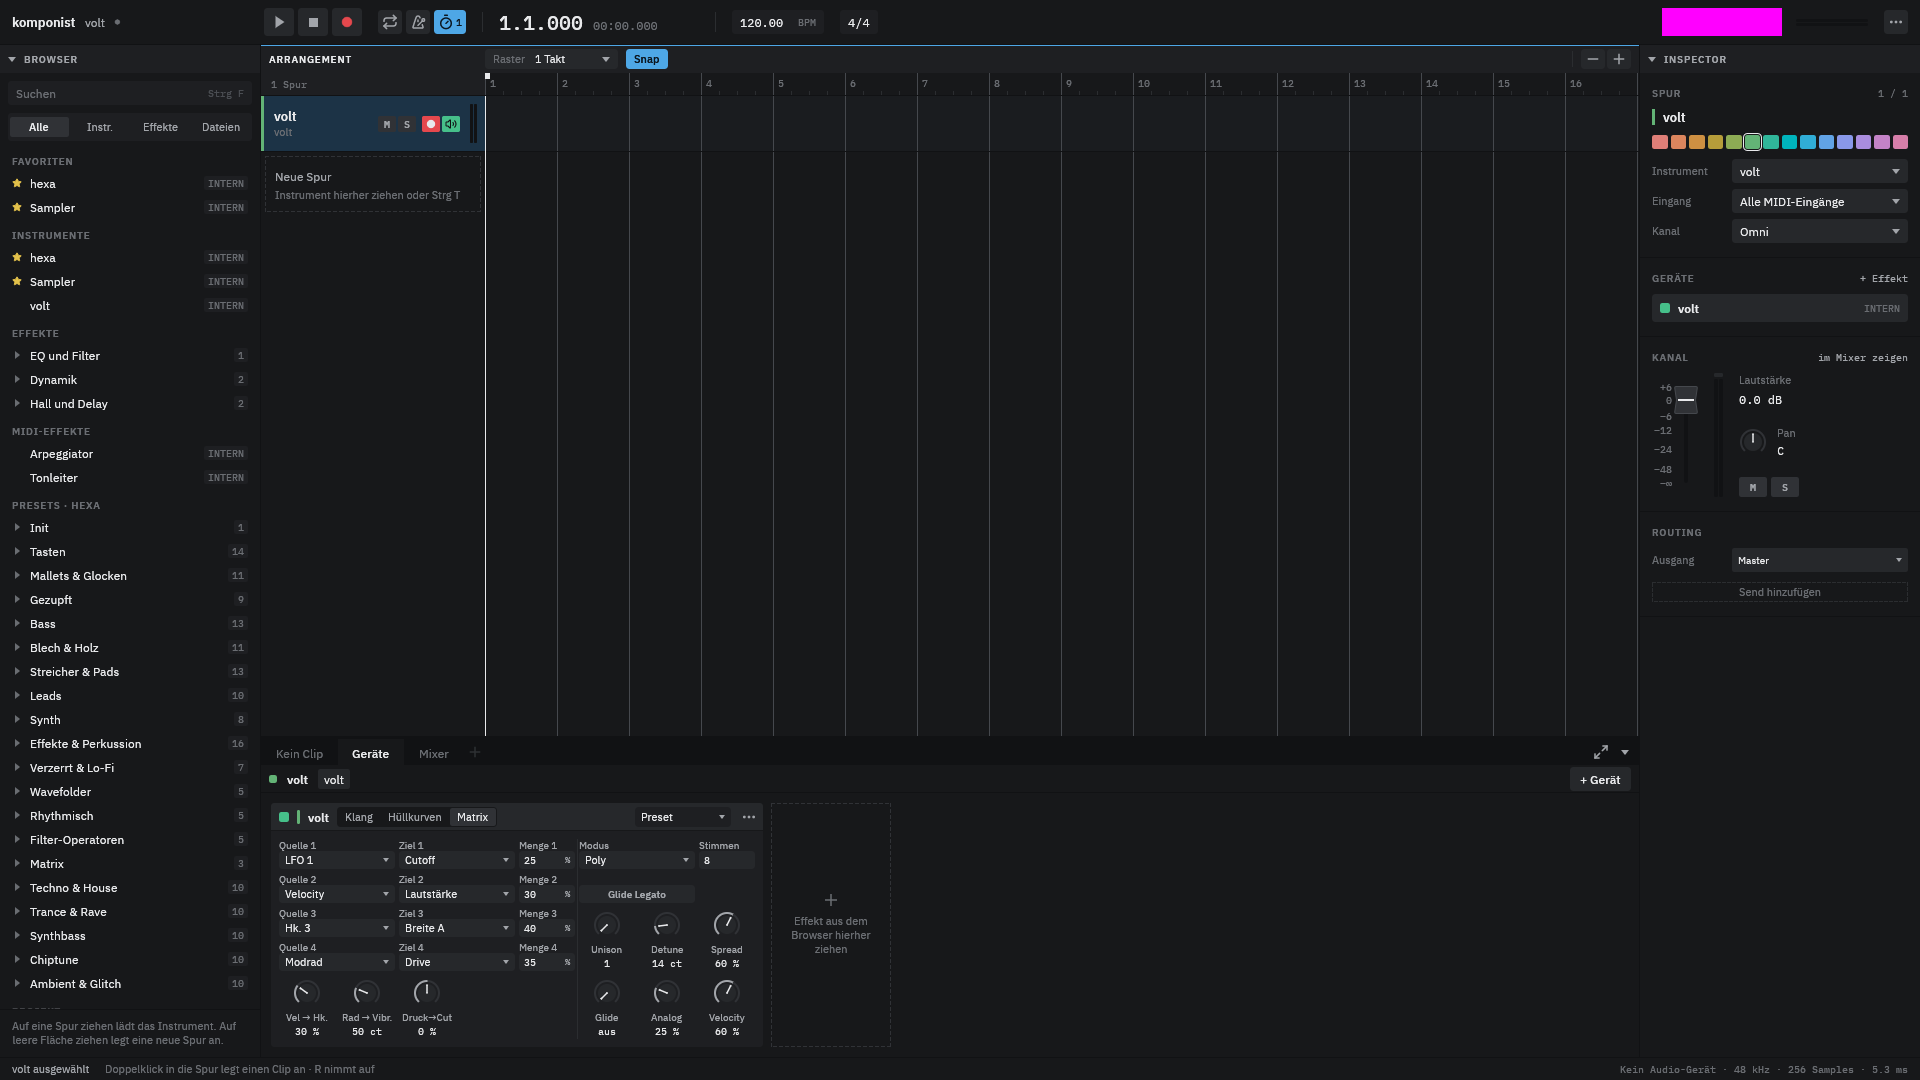 komponist volt
1
1.1.000 00:00.000
120.00 BPM
4/4
BROWSER
Suchen Strg F
Alle Instr. Effekte Dateien
FAVORITEN
hexa INTERN
Sampler INTERN
INSTRUMENTE
hexa INTERN
Sampler INTERN
volt INTERN
EFFEKTE
EQ und Filter 1
Dynamik 2
Hall und Delay 2
MIDI-EFFEKTE
Arpeggiator INTERN
Tonleiter INTERN
PRESETS · HEXA
Init 1
Tasten 14
Mallets & Glocken 11
Gezupft 9
Bass 13
Blech & Holz 11
Streicher & Pads 13
Leads 10
Synth 8
Effekte & Perkussion 16
Verzerrt & Lo-Fi 7
Wavefolder 5
Rhythmisch 5
Filter-Operatoren 5
Matrix 3
Techno & House 10
Trance & Rave 10
Synthbass 10
Chiptune 10
Ambient & Glitch 10
Auf eine Spur ziehen lädt das Instrument. Auf
leere Fläche ziehen legt eine neue Spur an.
ARRANGEMENT
Raster 1 Takt
Snap
1 Spur
1 2 3 4 5 6 7 8 9 10 11 12 13 14 15 16
volt
volt
M S
Neue Spur
Instrument hierher ziehen oder Strg T
Kein Clip Geräte Mixer
volt volt
+ Gerät
volt Klang Hüllkurven Matrix
Preset
Quelle 1 Ziel 1 Menge 1 Modus Stimmen
LFO 1 Cutoff 25 % Poly 8
Quelle 2 Ziel 2 Menge 2
Velocity Lautstärke 30 % Glide Legato
Quelle 3 Ziel 3 Menge 3
Hk. 3 Breite A 40 %
Quelle 4 Ziel 4 Menge 4 Unison Detune Spread
Modrad Drive 35 % 1 14 ct 60 %
Vel → Hk. Rad → Vibr. Druck→Cut Glide Analog Velocity
30 % 50 ct 0 % aus 25 % 60 %
Effekt aus dem
Browser hierher
ziehen
INSPECTOR
SPUR 1 / 1
volt
Instrument volt
Eingang Alle MIDI-Eingänge
Kanal Omni
GERÄTE + Effekt
volt INTERN
KANAL im Mixer zeigen
+6
0
−6
−12
−24
−48
−∞
Lautstärke
0.0 dB
Pan
C
M S
ROUTING
Ausgang Master
Send hinzufügen
volt ausgewählt Doppelklick in die Spur legt einen Clip an · R nimmt auf
Kein Audio-Gerät · 48 kHz · 256 Samples · 5.3 ms